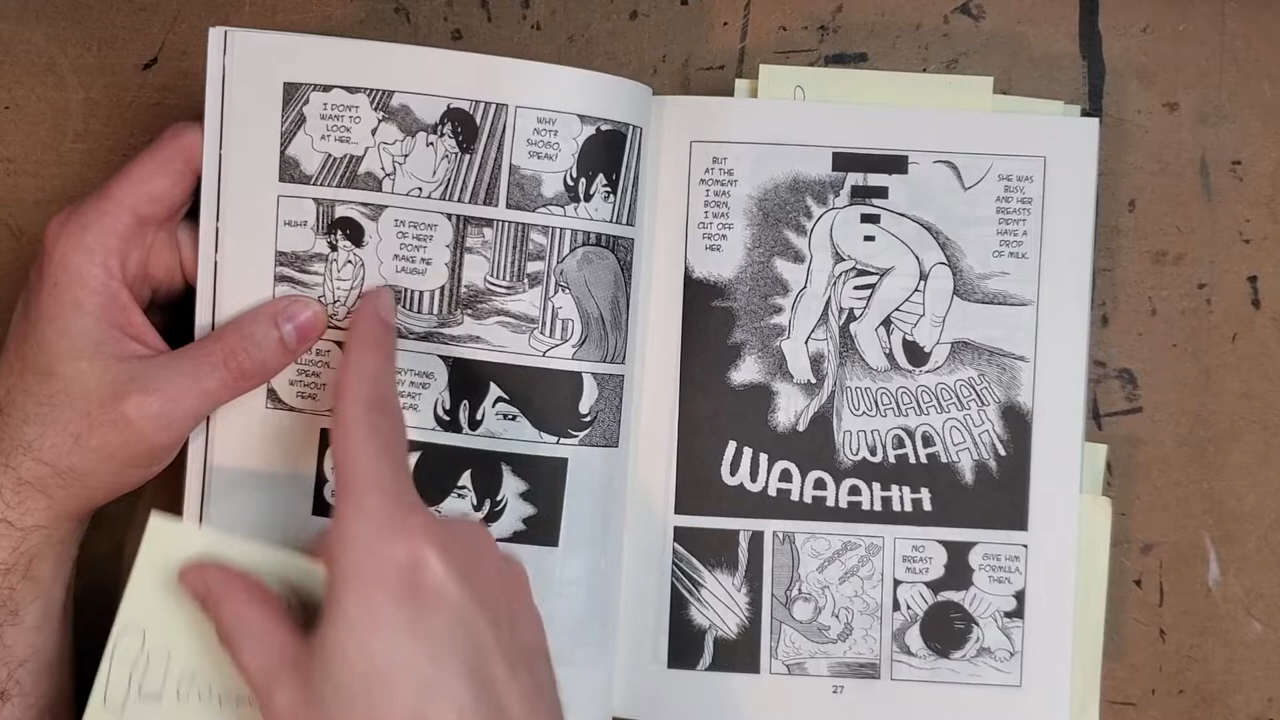 I DON'T
WANT TO
LOOK
AT HER...
WHY
NOT?
SHOGO,
SPEAK!
HUH?
IN FRONT
OF HER?
DON'T
MAKE ME
LAUGH!
BUT
SPEAK
WITHOUT
FEAR.
MIND
BUT
AT THE
MOMENT
I WAS
BORN,
I WAS
CUT OFF
FROM
HER.
SHE WAS
BUSY,
AND HER
BREASTS
DIDN'T
HAVE A
DROP
OF MILK.
WAAAAAH
WAAAH
WAAAHH
NO
BREAST
MILK?
GIVE HIM
FORMULA,
THEN.
27